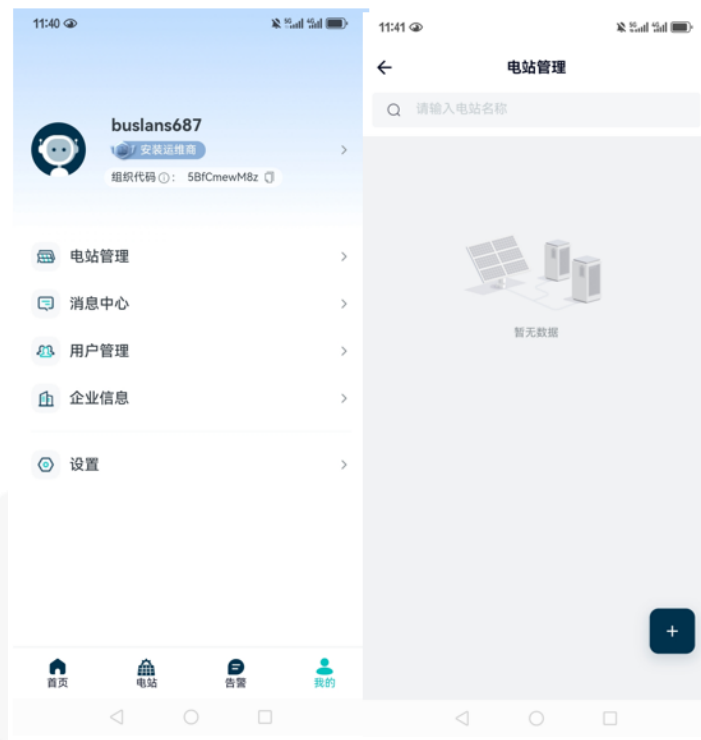 11:40
buslans687
安装运维商
组织代码 : 5BfCmewM8z
电站管理
消息中心
用户管理
企业信息
设置
首页
电站
告警
我的
11:41
电站管理
请输入电站名称
暂无数据